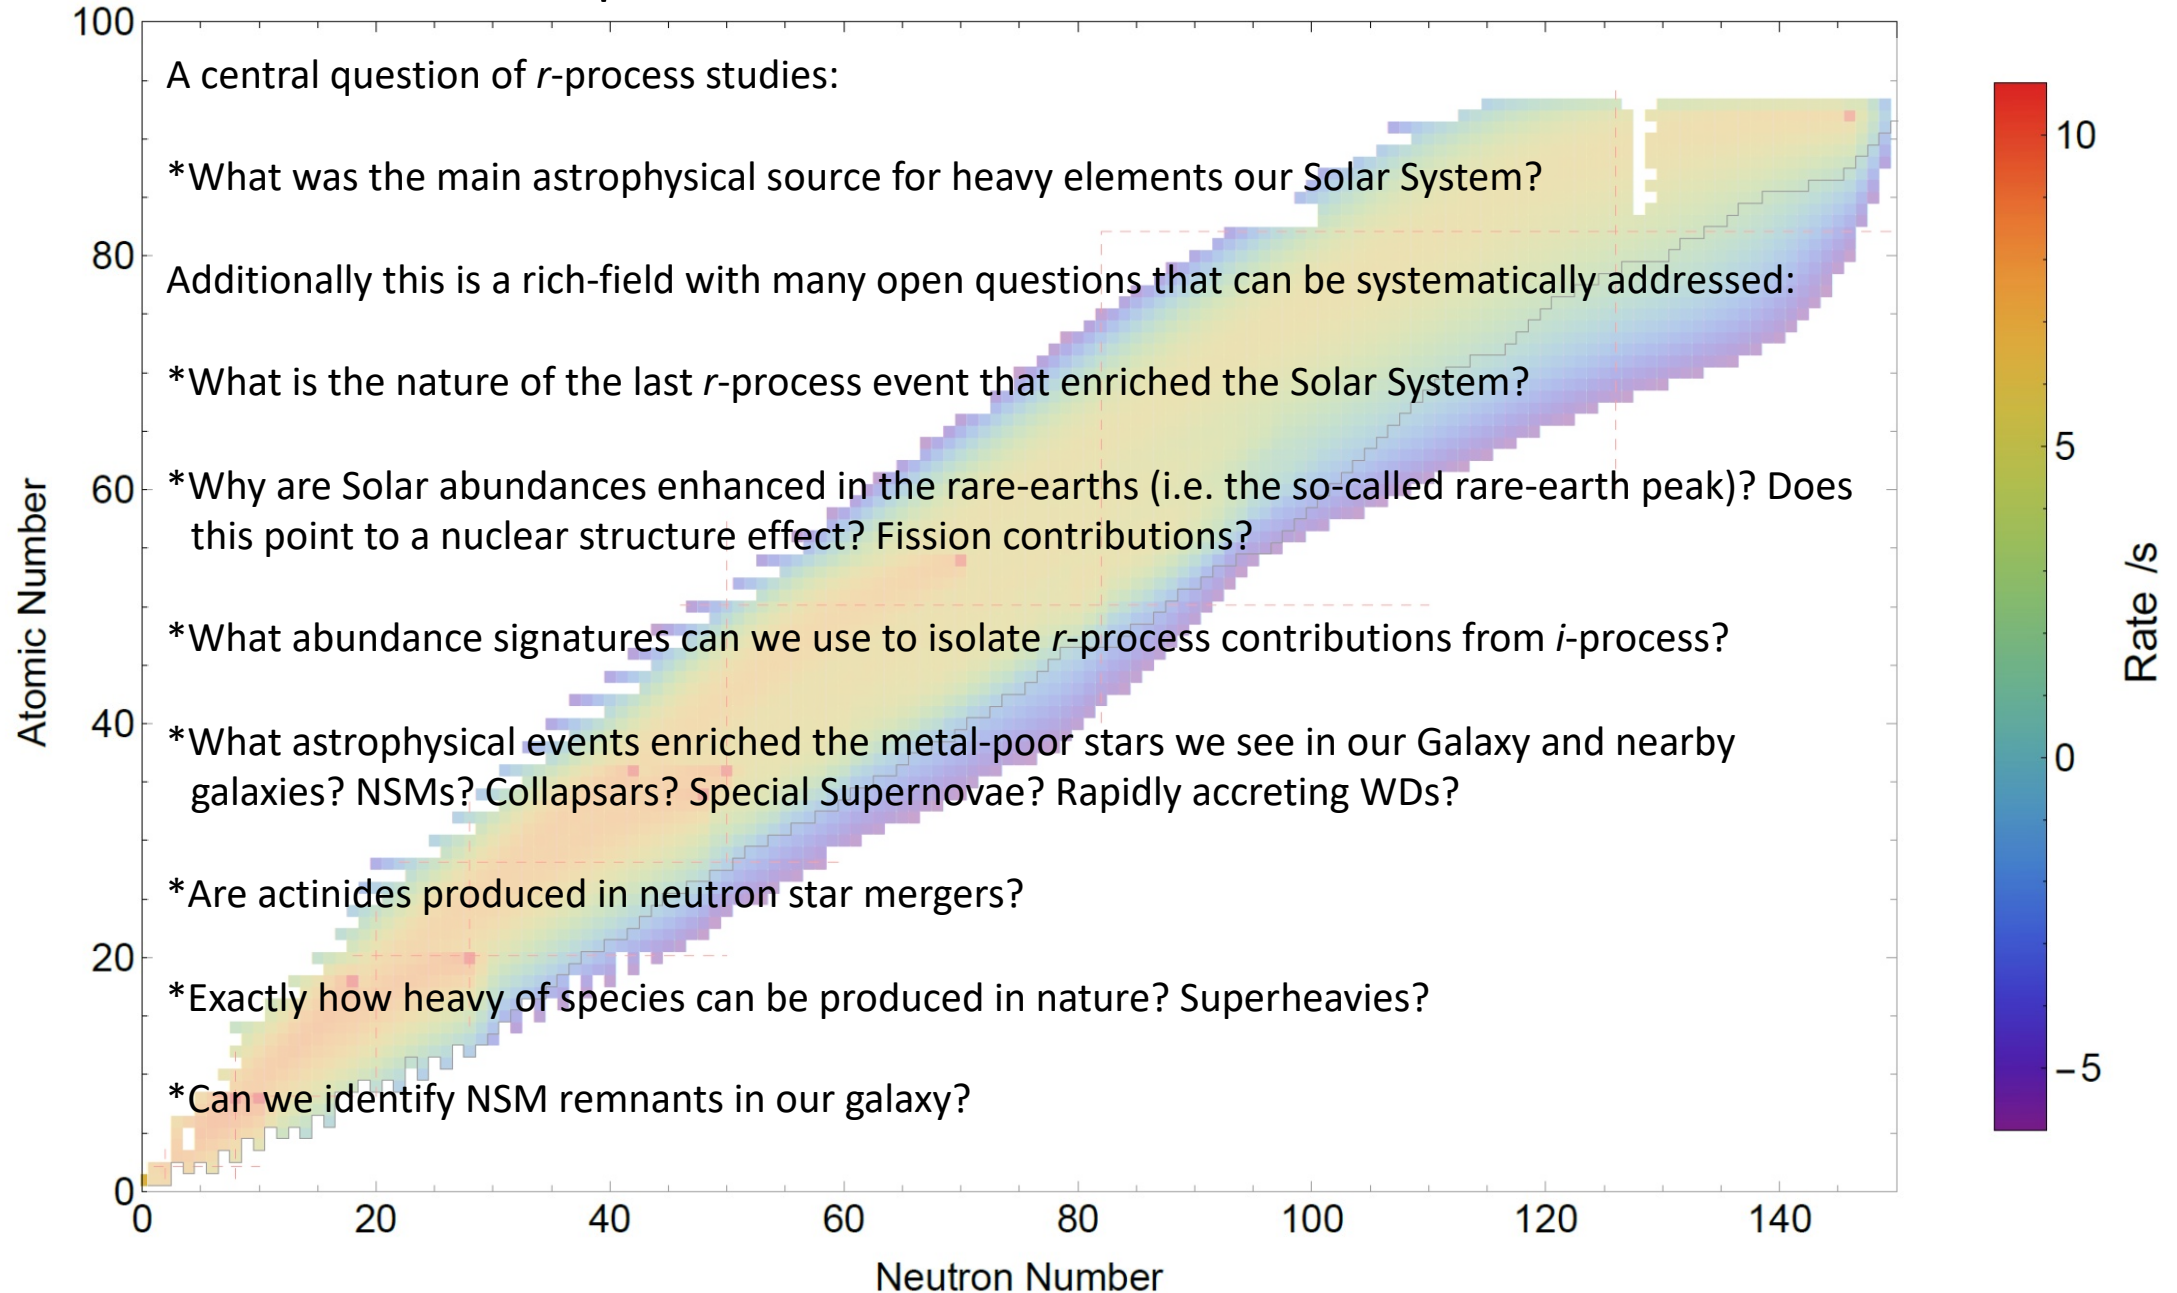 100
A central question of r-process studies:
*What was the main astrophysical source for heavy elements our Solar System?
80
Additionally this is a rich-field with many open questions that can be systematically addressed:
*What is the nature of the last r-process event that enriched the Solar System?
60
*Why are Solar abundances enhanced in the rare-earths (i.e. the so-called rare-earth peak)? Does
this point to a nuclear structure effect? Fission contributions?
*What abundance signatures can we use to isolate r-process contributions from i-process?
40
*What astrophysical events enriched the metal-poor stars we see in our Galaxy and nearby
galaxies? NSMs? Collapsars? Special Supernovae? Rapidly accreting WDs?
*Are actinides produced in neutron star mergers?
20
*Exactly how heavy of species can be produced in nature? Superheavies?
*Can we identify NSM remnants in our galaxy?
0
Atomic Number
0 20 40 60 80 100 120 140
Neutron Number
10
5
0
−5
Rate /s